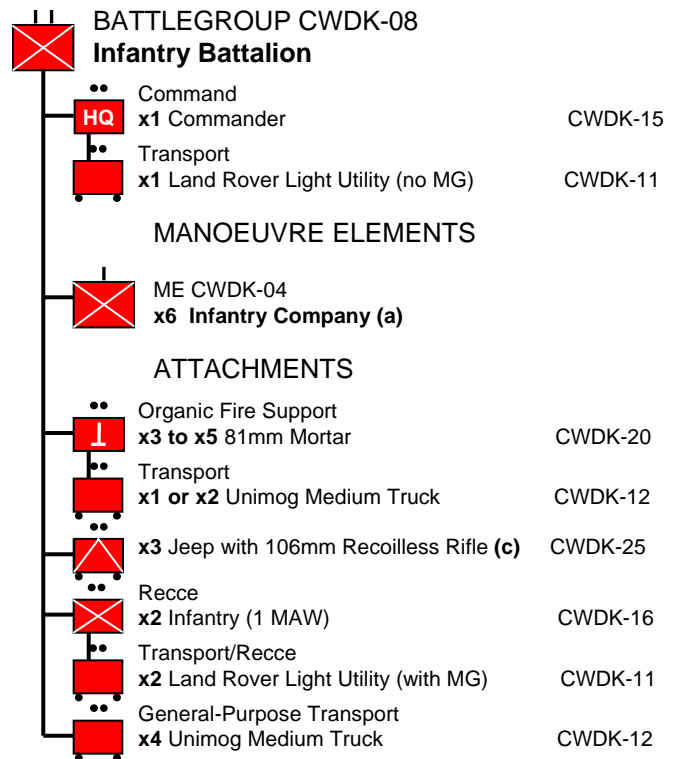 BATTLEGROUP CWDK-08
Infantry Battalion
Command
HQ x1 Commander CWDK-15
Transport
x1 Land Rover Light Utility (no MG) CWDK-11
MANOEUVRE ELEMENTS
ME CWDK-04
x6 Infantry Company (a)
ATTACHMENTS
Organic Fire Support
x3 to x5 81mm Mortar CWDK-20
Transport
x1 or x2 Unimog Medium Truck CWDK-12
x3 Jeep with 106mm Recoilless Rifle (c) CWDK-25
Recce
x2 Infantry (1 MAW) CWDK-16
Transport/Recce
x2 Land Rover Light Utility (with MG) CWDK-11
General-Purpose Transport
x4 Unimog Medium Truck CWDK-12